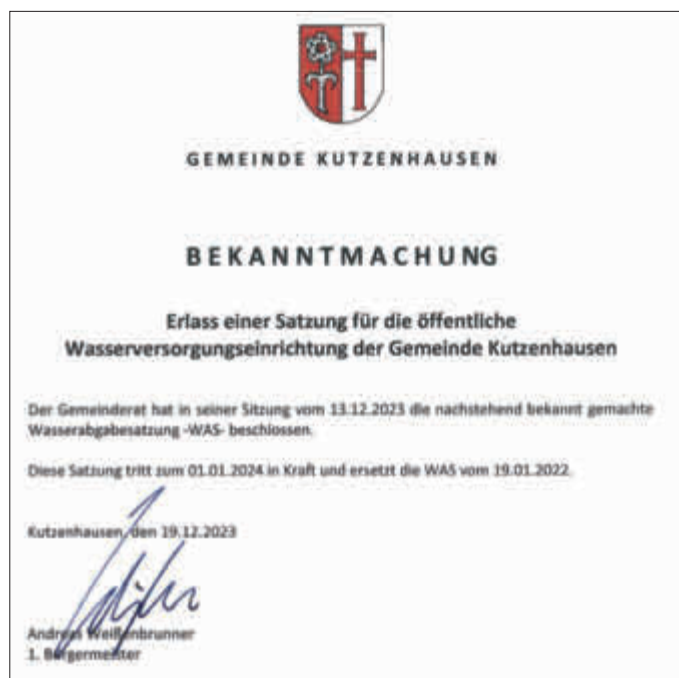 GEMEINDE KUTZENHAUSEN
BEKANNTMACHUNG
Erlass einer Satzung für die öffentliche
Wasserversorgungseinrichtung der Gemeinde Kutzenhausen
Der Gemeinderat hat in seiner Sitzung vom 13.12.2023 die nachstehend bekannt gemachte
Wasserabgabesatzung -WAS- beschlossen.
Diese Satzung tritt zum 01.01.2024 in Kraft und ersetzt die WAS vom 19.01.2022.
Kutzenhausen, den 19.12.2023
Andreas Weißenbrunner
1. Bürgermeister